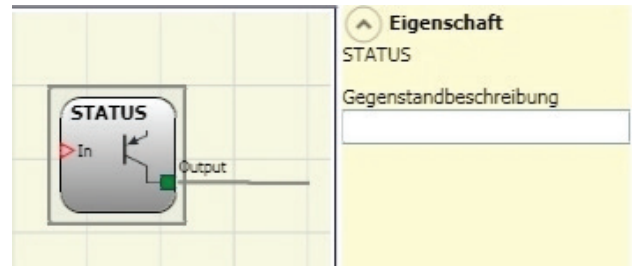 STATUS
In
Output
Eigenschaft
STATUS
Gegenstandbeschreibung